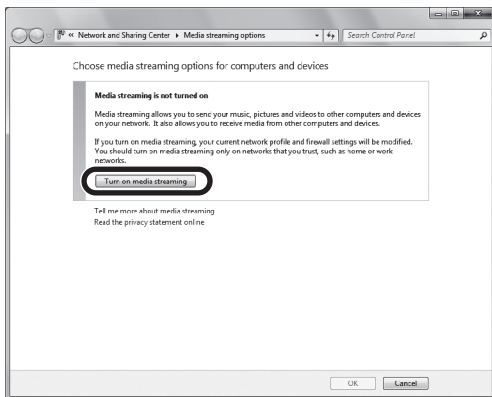 « Network and Sharing Center ▸ Media streaming options
Search Control Panel
Choose media streaming options for computers and devices
Media streaming is not turned on
Media streaming allows you to send your music, pictures and videos to other computers and devices
on your network. It also allows you to receive media from other computers and devices.
If you turn on media streaming, your current network profile and firewall settings will be modified.
You should turn on media streaming only on networks that you trust, such as home or work
networks.
Turn on media streaming
Tell me more about media streaming
Read the privacy statement online
OK
Cancel